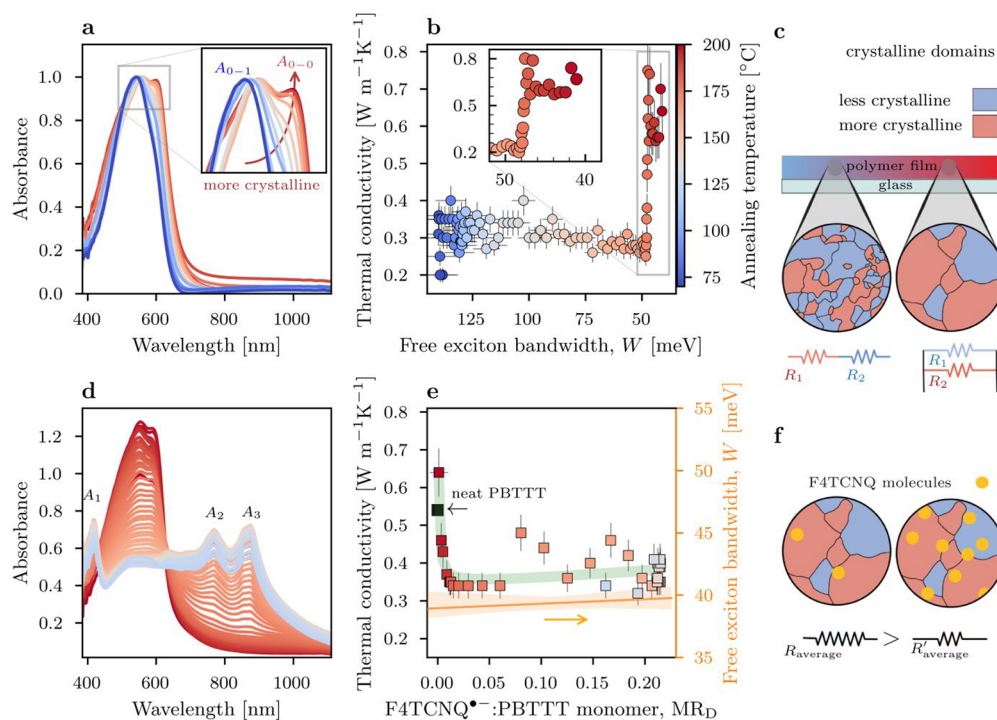 a
b
c
Absorbance
1.0
0.8
0.6
0.4
0.2
0.0
400
600
800
1000
Wavelength [nm]
A₀₋₁
A₀₋₀
more crystalline
Thermal conductivity [W m⁻¹K⁻¹]
0.8
0.7
0.6
0.5
0.4
0.3
0.2
125
100
75
50
Free exciton bandwidth, W [meV]
0.8
0.5
0.2
50
40
200
175
150
125
100
75
Annealing temperature [°C]
crystalline domains
less crystalline
more crystalline
polymer film
glass
R₁
R₂
R₁
R₂
d
e
f
Absorbance
1.2
1.0
0.8
0.6
0.4
0.2
0.0
400
600
800
1000
Wavelength [nm]
A₁
A₂
A₃
Thermal conductivity [W m⁻¹K⁻¹]
0.8
0.7
0.6
0.5
0.4
0.3
0.2
0.00
0.05
0.10
0.15
0.20
F4TCNQ•⁻:PBTTT monomer, MR_D
neat PBTTT
55
50
45
40
35
Free exciton bandwidth, W [meV]
F4TCNQ molecules
R_average > R′_average